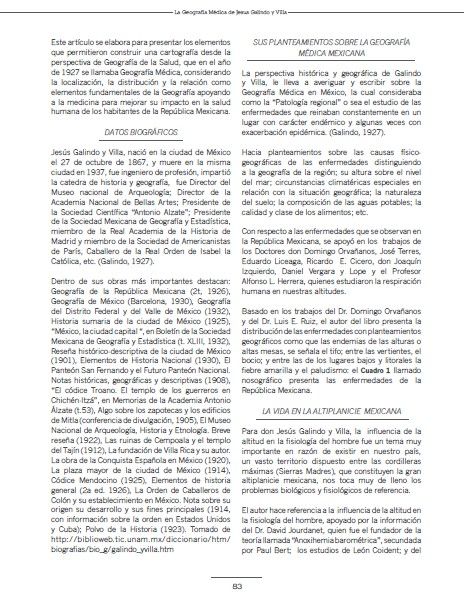 La Geografía Médica de Jesus Galindo y Villa
Este artículo se elabora para presentar los elementos
que permitieron construir una cartografía desde la
perspectiva de Geografía de la Salud, que en el año
de 1927 se llamaba Geografía Médica, considerando
la localización, la distribución y la relación como
elementos fundamentales de la Geografía apoyando
a la medicina para mejorar su impacto en la salud
humana de los habitantes de la República Mexicana.
DATOS BIOGRÁFICOS
Jesús Galindo y Villa, nació en la ciudad de México
el 27 de octubre de 1867, y muere en la misma
ciudad en 1937, fue ingeniero de profesión, impartió
la catedra de historia y geografía, fue Director del
Museo nacional de Arqueología; Director de la
Academia Nacional de Bellas Artes; Presidente de
la Sociedad Científica "Antonio Alzate"; Presidente
de la Sociedad Mexicana de Geografía y Estadística,
miembro de la Real Academia de la Historia de
Madrid y miembro de la Sociedad de Americanistas
de París, Caballero de la Real Orden de Isabel la
Católica, etc. (Galindo, 1927).
Dentro de sus obras más importantes destacar:
Geografía de la República Mexicana (2t, 1926),
Geografía de México (Barcelona, 1930), Geografía
del Distrito Federal y del Valle de México (1932),
Historia sumaria de la ciudad de México (1925),
"México, la ciudad capital ", en Boletín de la Sociedad
Mexicana de Geografía y Estadística (t. XLIII, 1932),
Reseña histórico-descriptiva de la ciudad de México
(1901), Elementos de Historia Nacional (1930), El
Panteón San Fernando y el Futuro Panteón Nacional.
Notas históricas, geográficas y descriptivas (1908),
"El códice Troano. El templo de los guerreros en
Chichén-Itzá", en Memorias de la Academia Antonio
Álzate (t.53), Algo sobre los zapotecas y los edificios
de Mitla (conferencia de divulgación, 1905), El Museo
Nacional de Arqueología, Historia y Etnología. Breve
reseña (1922), Las ruinas de Cempoala y el templo
del Tajín (1912), La fundación de Villa Rica y su autor.
La obra de la Conquista Española en México (1920),
La plaza mayor de la ciudad de México (1914),
Códice Mendocino (1925), Elementos de historia
general (2a ed. 1926), La Orden de Caballeros de
Colón y su establecimiento en México. Nota sobre su
origen su desarrollo y sus fines principales (1914,
con información sobre la orden en Estados Unidos
y Cuba); Polvo de la Historia (1923). Tomado de
http://biblioweb.tic.unam.mx/diccionario/htm/
biografias/bio_g/galindo_yvilla.htm
SUS PLANTEAMIENTOS SOBRE LA GEOGRAFÍA
MÉDICA MEXICANA
La perspectiva histórica y geográfica de Galindo
y Villa, le lleva a averiguar y escribir sobre la
Geografía Médica en México, la cual consideraba
como la "Patología regional" o sea el estudio de las
enfermedades que reinaban constantemente en un
lugar con carácter endémico y algunas veces con
exacerbación epidémica. (Galindo, 1927).
Hacia planteamientos sobre las causas físico-
geográficas de las enfermedades distinguiendo
a la geografía de la región; su altura sobre el nivel
del mar; circunstancias climatéricas especiales en
relación con la situación geográfica; la naturaleza
del suelo; la composición de las aguas potables; la
calidad y clase de los alimentos; etc.
Con respecto a las enfermedades que se observan en
la República Mexicana, se apoyó en los trabajos de
los Doctores don Domingo Orvañanos, José Terres,
Eduardo Liceaga, Ricardo E. Cicero, don Joaquín
Izquierdo, Daniel Vergara y Lope y el Profesor
Alfonso L. Herrera, quienes estudiaron la respiración
humana en nuestras altitudes.
Basado en los trabajos del Dr. Domingo Orvañanos
y del Dr. Luis E. Ruiz, el autor del libro presenta la
distribución de las enfermedades con planteamientos
geográficos como que las endemias de las alturas o
altas mesas, se señala el tifo; entre las vertientes, el
bocio; y entre las de los lugares bajos y litorales la
fiebre amarilla y el paludismo: el Cuadro 1 llamado
nosográfico presenta las enfermedades de la
República Mexicana.
LA VIDA EN LA ALTIPLANICIE MEXICANA
Para don Jesús Galindo y Villa, la influencia de la
altitud en la fisiología del hombre fue un tema muy
importante en razón de existir en nuestro país,
un vasto territorio dispuesto entre las cordilleras
máximas (Sierras Madres), que constituyen la gran
altiplanicie mexicana, nos toca muy de lleno los
problemas biológicos y fisiológicos de referencia.
El autor hace referencia a la influencia de la altitud en
la fisiología del hombre, apoyado por la información
del Dr. David Jourdanet, quien fue el fundador de la
teoría llamada "Anoxihemia barométrica", secundada
por Paul Bert; los estudios de León Coident; y del
83